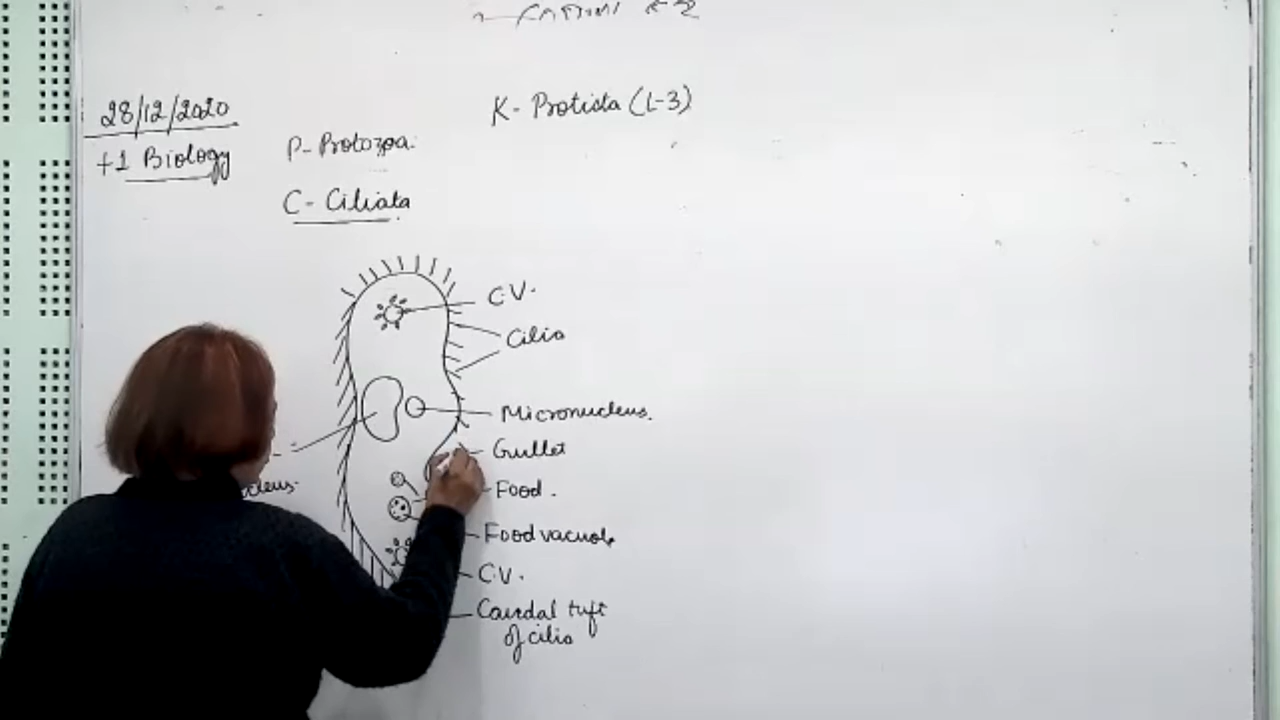 28/12/2020
K- Protista (L-3)
+1 Biology
P- Protozoa.
C- Ciliata
C.V.
Cilia
Micronucleus.
Gullet
Food.
Food vacuole
C.V.
Caudal tuft
of cilia